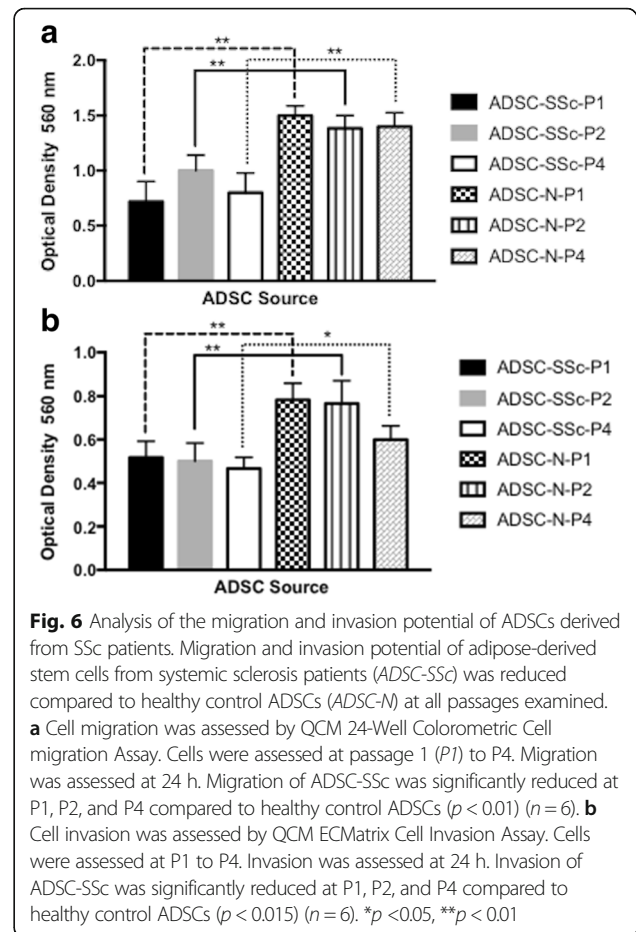 a
**
**
**
2.0
1.5
1.0
0.5
0.0
Optical Density 560 nm
ADSC Source
ADSC-SSc-P1
ADSC-SSc-P2
ADSC-SSc-P4
ADSC-N-P1
ADSC-N-P2
ADSC-N-P4
b
**
**
*
1.0
0.8
0.6
0.4
0.2
0.0
Optical Density 560 nm
ADSC Source
ADSC-SSc-P1
ADSC-SSc-P2
ADSC-SSc-P4
ADSC-N-P1
ADSC-N-P2
ADSC-N-P4
Fig. 6 Analysis of the migration and invasion potential of ADSCs derived
from SSc patients. Migration and invasion potential of adipose-derived
stem cells from systemic sclerosis patients (ADSC-SSc) was reduced
compared to healthy control ADSCs (ADSC-N) at all passages examined.
a Cell migration was assessed by QCM 24-Well Colorometric Cell
migration Assay. Cells were assessed at passage 1 (P1) to P4. Migration
was assessed at 24 h. Migration of ADSC-SSc was significantly reduced at
P1, P2, and P4 compared to healthy control ADSCs (p < 0.01) (n = 6). b
Cell invasion was assessed by QCM ECMatrix Cell Invasion Assay. Cells
were assessed at P1 to P4. Invasion was assessed at 24 h. Invasion of
ADSC-SSc was significantly reduced at P1, P2, and P4 compared to
healthy control ADSCs (p < 0.015) (n = 6). *p <0.05, **p < 0.01